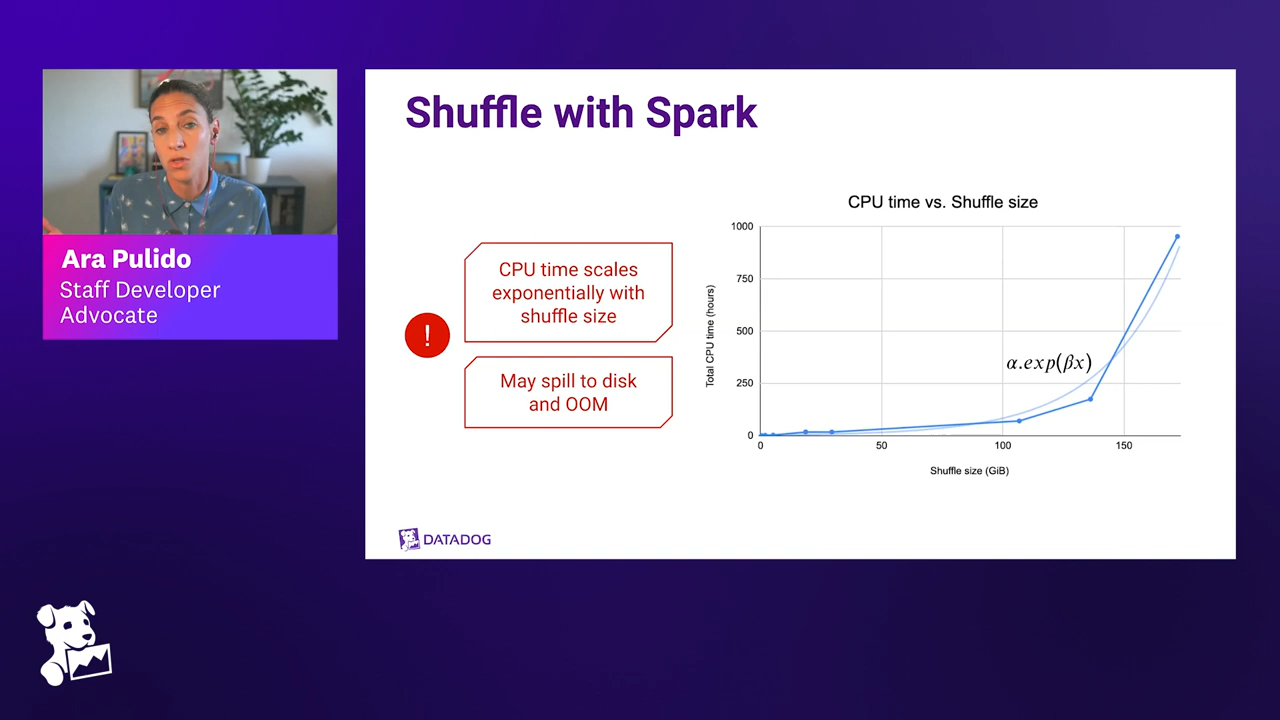 Shuffle with Spark
Ara Pulido
Staff Developer
Advocate
!
CPU time scales
exponentially with
shuffle size
May spill to disk
and OOM
CPU time vs. Shuffle size
Total CPU time (hours)
1000
750
500
250
0
α.exp(βx)
0 50 100 150
Shuffle size (GiB)
DATADOG